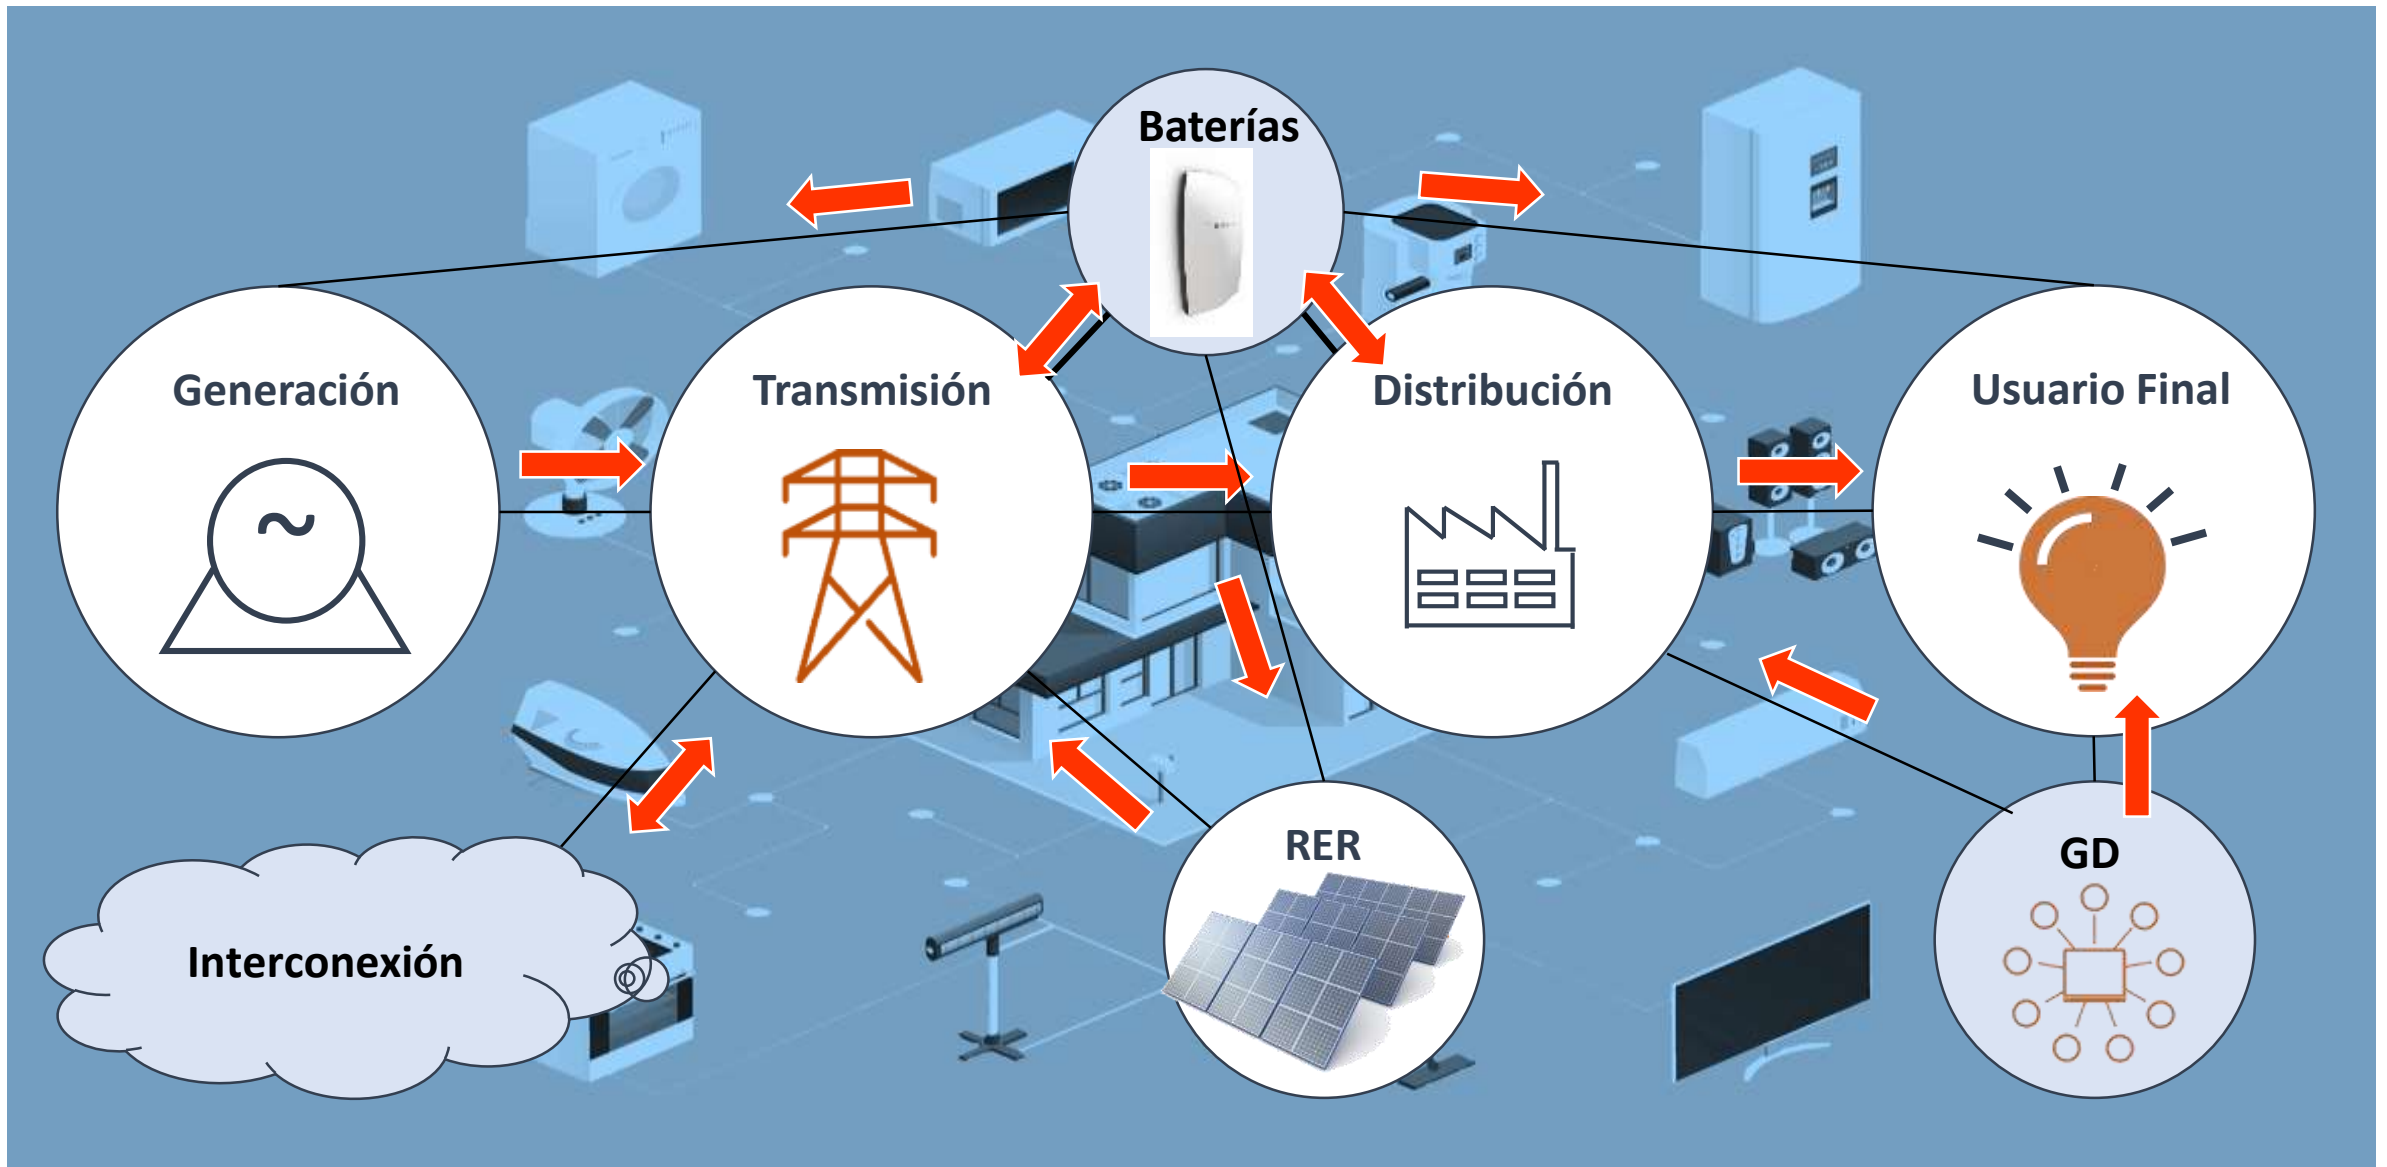 Baterías
Generación
Transmisión
Distribución
Usuario Final
~
RER
GD
Interconexión